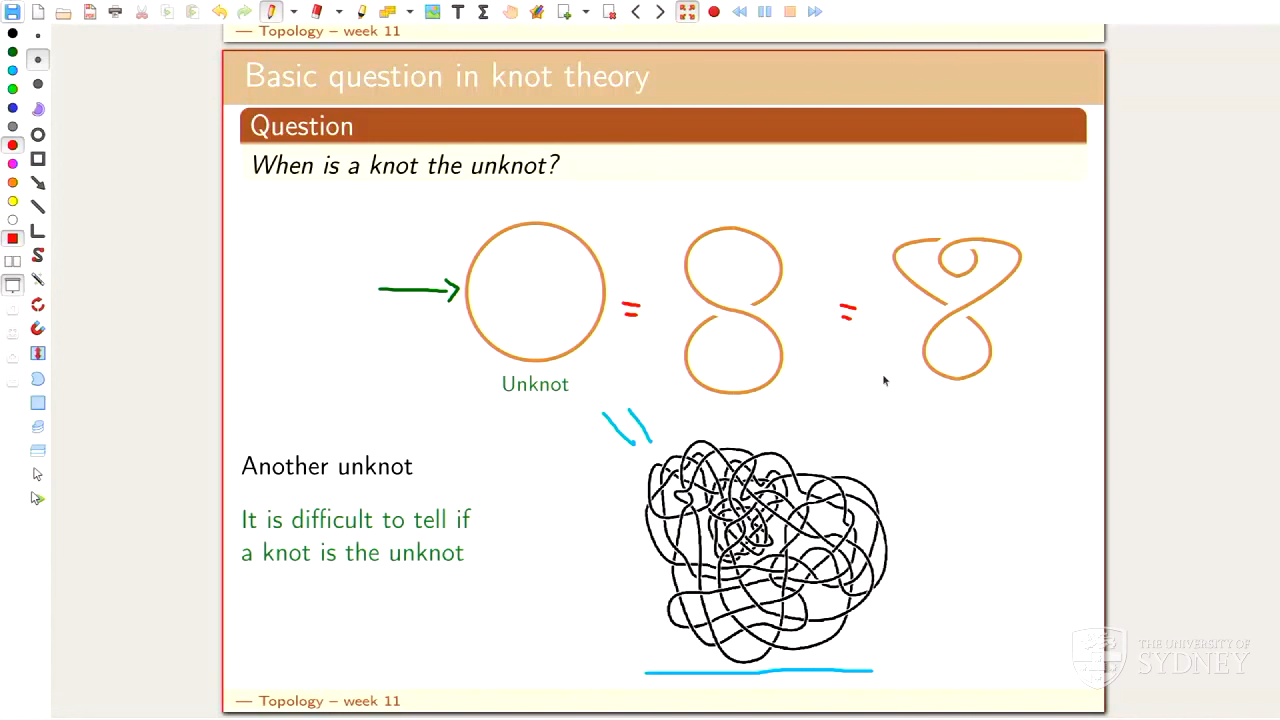 — Topology – week 11
Basic question in knot theory
Question
When is a knot the unknot?
=
=
Unknot
Another unknot
It is difficult to tell if
a knot is the unknot
THE UNIVERSITY OF
SYDNEY
— Topology – week 11